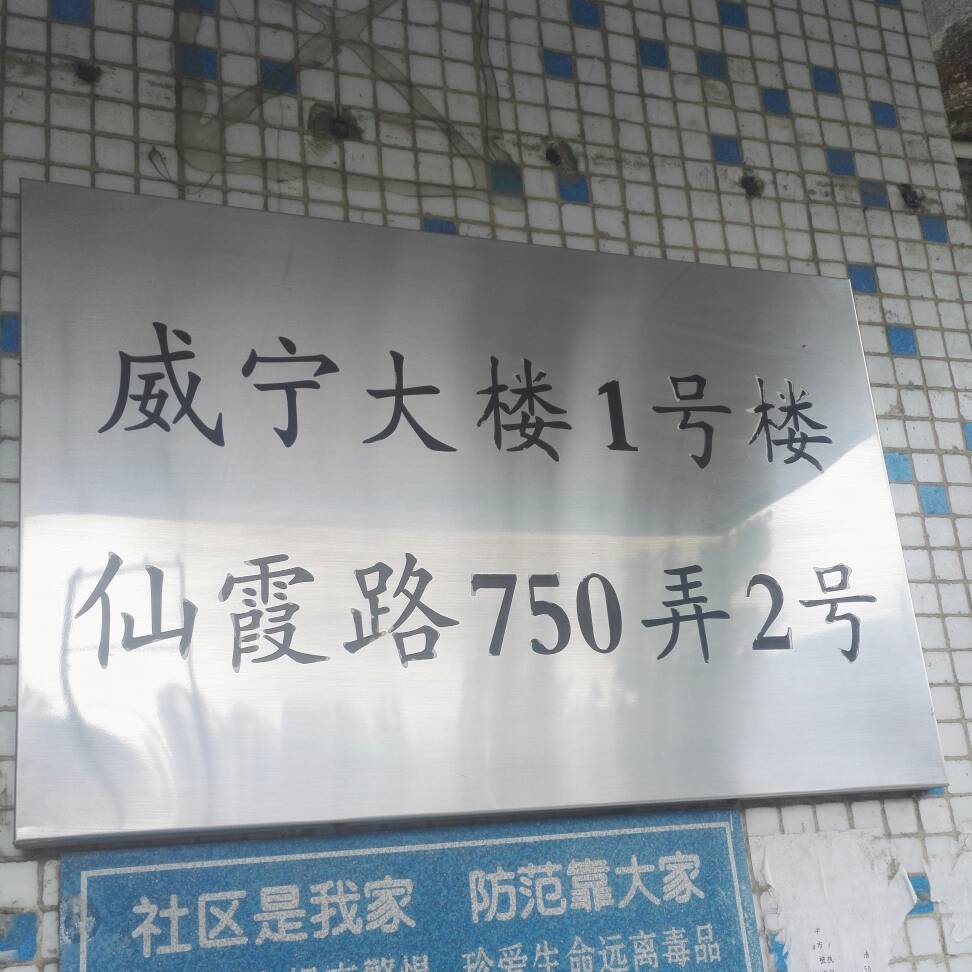 威宁大楼1号楼
仙霞路750弄2号
社区是我家 防范靠大家
珍爱生命远离毒品